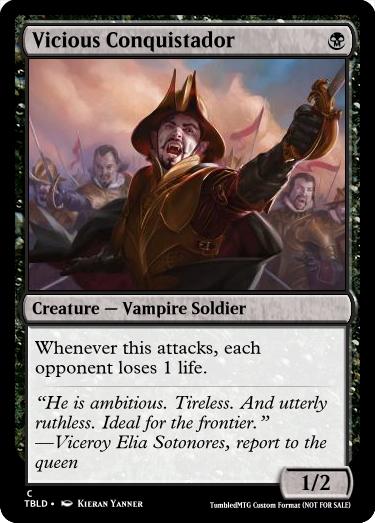 Vicious Conquistador
Creature — Vampire Soldier
Whenever this attacks, each
opponent loses 1 life.
“He is ambitious. Tireless. And utterly
ruthless. Ideal for the frontier.”
—Viceroy Elia Sotonores, report to the
queen
1/2
C
TBLD • Kieran Yanner
TumbledMTG Custom Format (NOT FOR SALE)